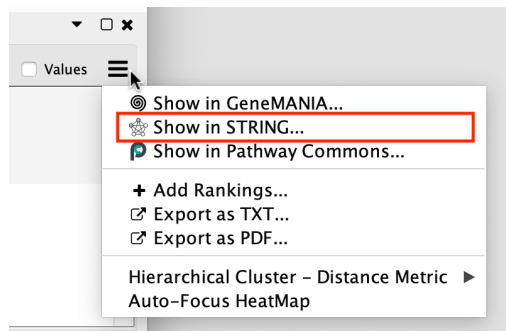 Values
Show in GeneMANIA...
Show in STRING...
Show in Pathway Commons...
Add Rankings...
Export as TXT...
Export as PDF...
Hierarchical Cluster – Distance Metric
Auto-Focus HeatMap